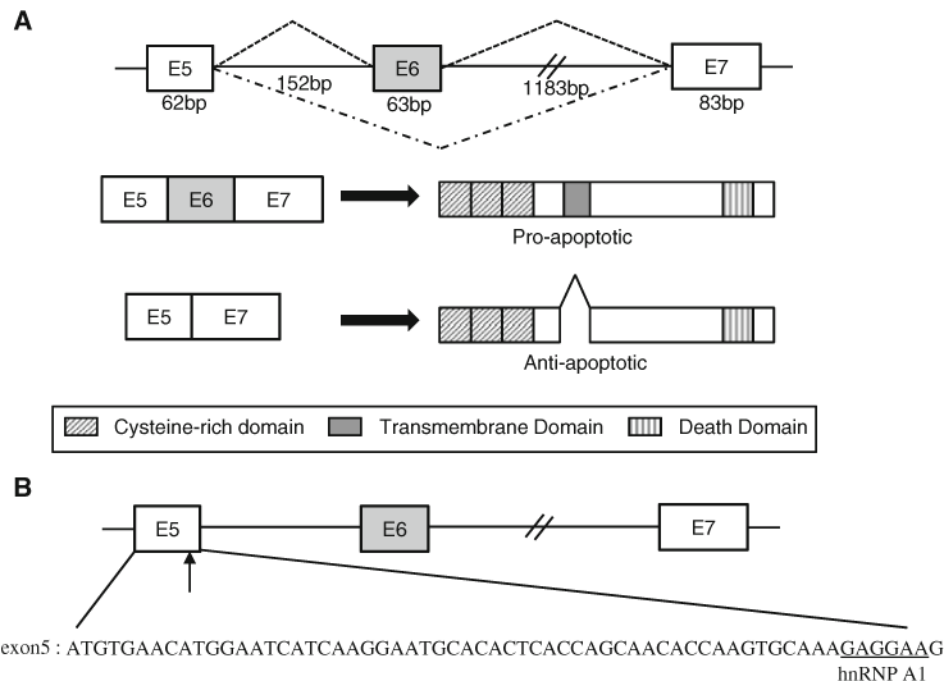 A
E5 E6 E7
152bp 1183bp
62bp 63bp 83bp
E5 E6 E7
Pro-apoptotic
E5 E7
Anti-apoptotic
Cysteine-rich domain Transmembrane Domain Death Domain
B
E5 E6 E7
exon5 : ATGTGAACATGGAATCATCAAGGAATGCACACTCACCAGCAACACCAAGTGCAAAGAGGAAG
hnRNP A1